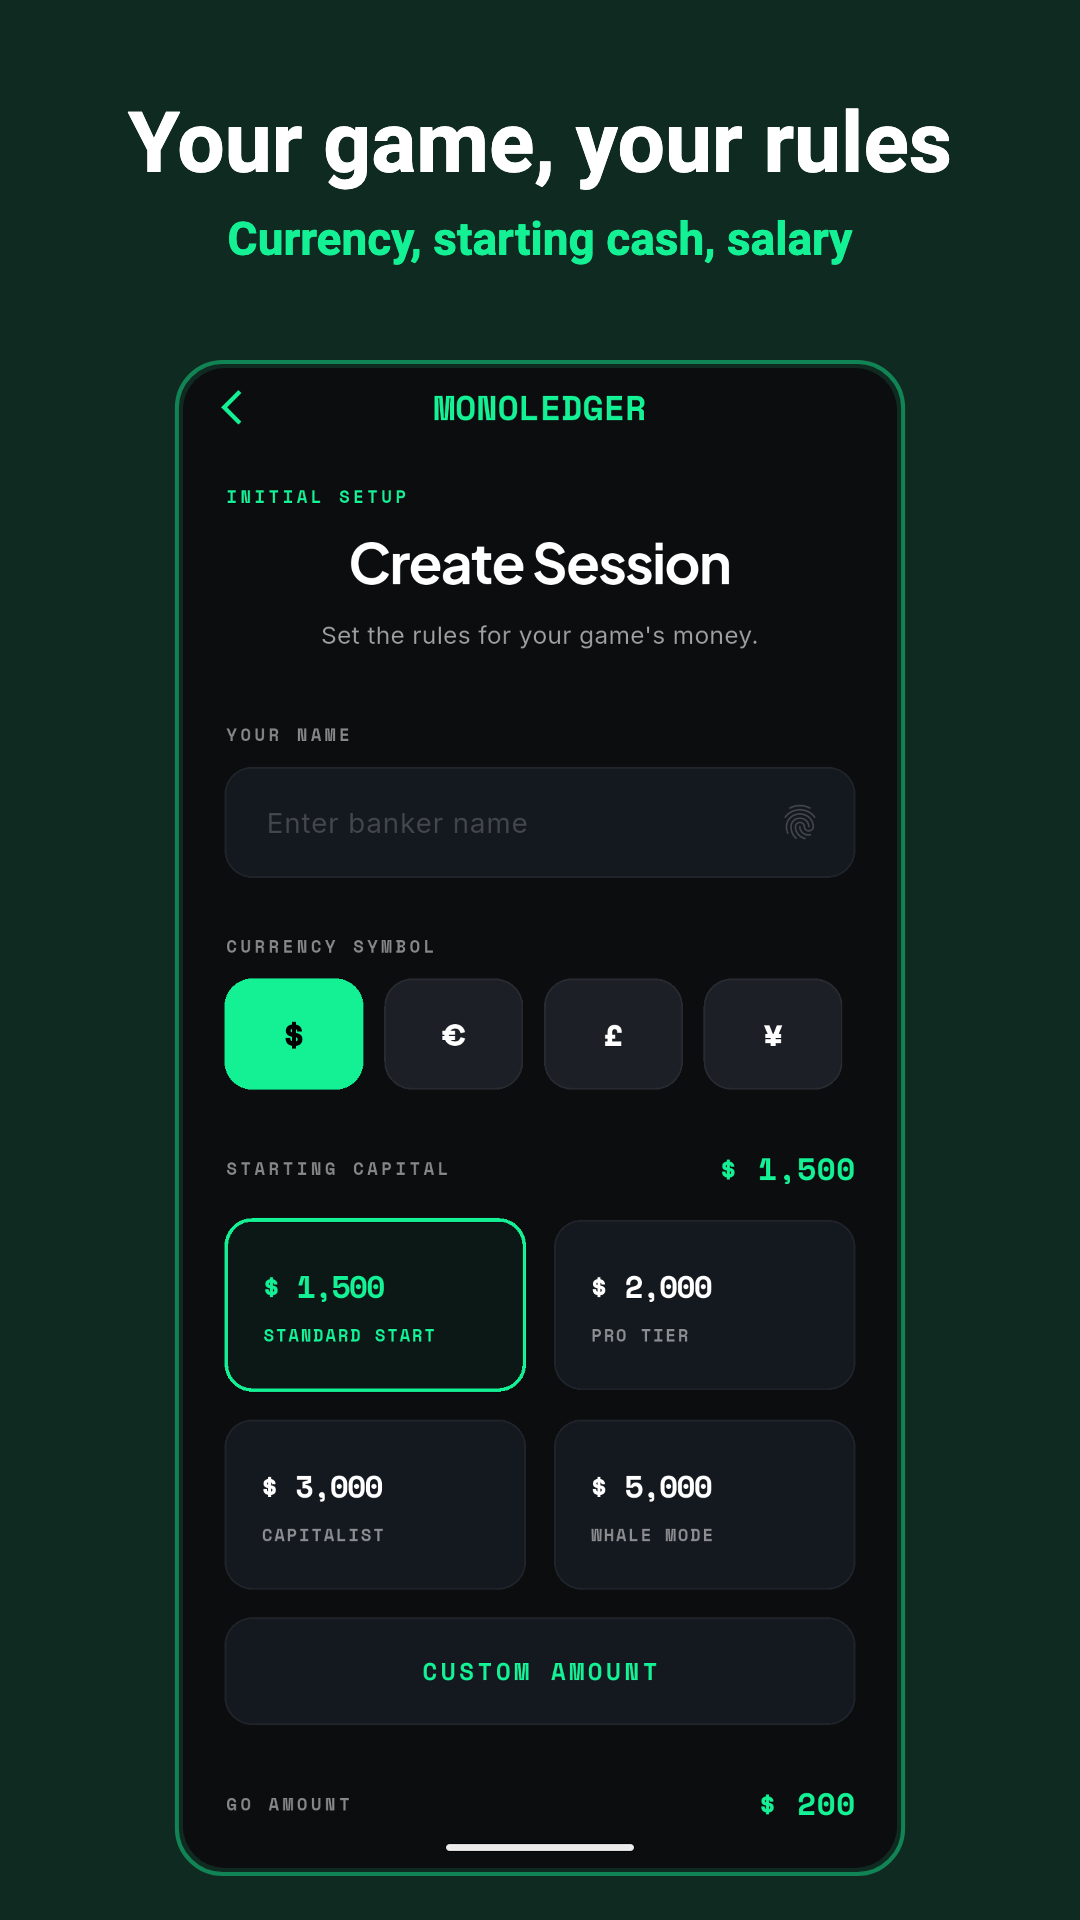 Your game, your rules
Currency, starting cash, salary
MONOLEDGER
INITIAL SETUP
Create Session
Set the rules for your game's money.
YOUR NAME
Enter banker name
CURRENCY SYMBOL
$ € £ ¥
STARTING CAPITAL $ 1,500
$ 1,500 $ 2,000
STANDARD START PRO TIER
$ 3,000 $ 5,000
CAPITALIST WHALE MODE
CUSTOM AMOUNT
GO AMOUNT $ 200